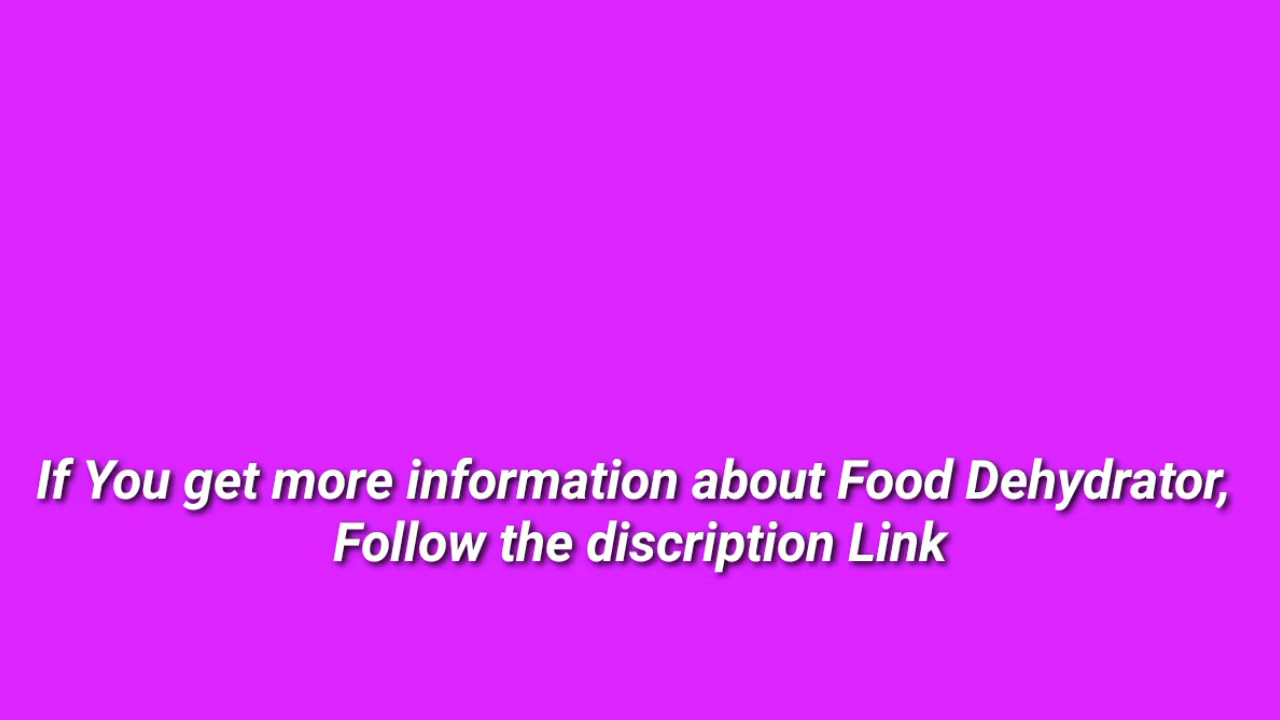 If You get more information about Food Dehydrator,
Follow the discription Link